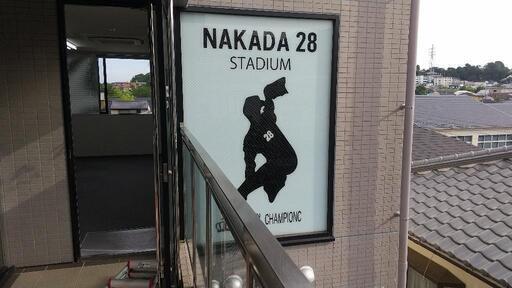 NAKADA 28
STADIUM
28
CHAMPIONC